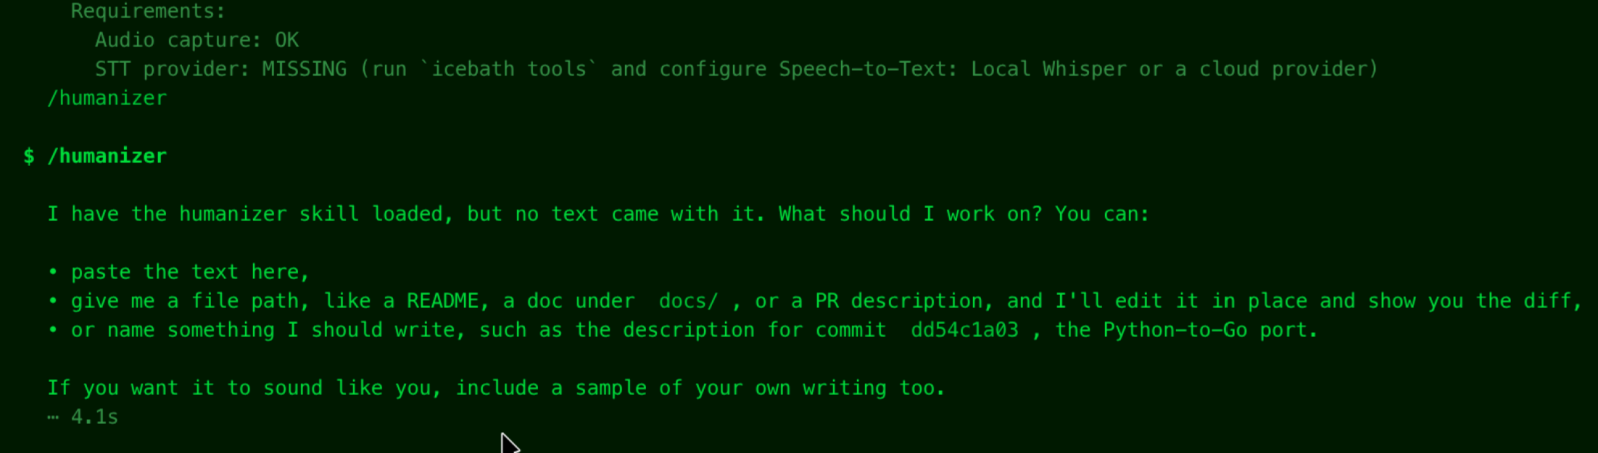 Requirements:
Audio capture: OK
STT provider: MISSING (run `icebath tools` and configure Speech-to-Text: Local Whisper or a cloud provider)
/humanizer
$ /humanizer
I have the humanizer skill loaded, but no text came with it. What should I work on? You can:
• paste the text here,
• give me a file path, like a README, a doc under  docs/ , or a PR description, and I'll edit it in place and show you the diff,
• or name something I should write, such as the description for commit  dd54c1a03 , the Python-to-Go port.
If you want it to sound like you, include a sample of your own writing too.
⋯ 4.1s